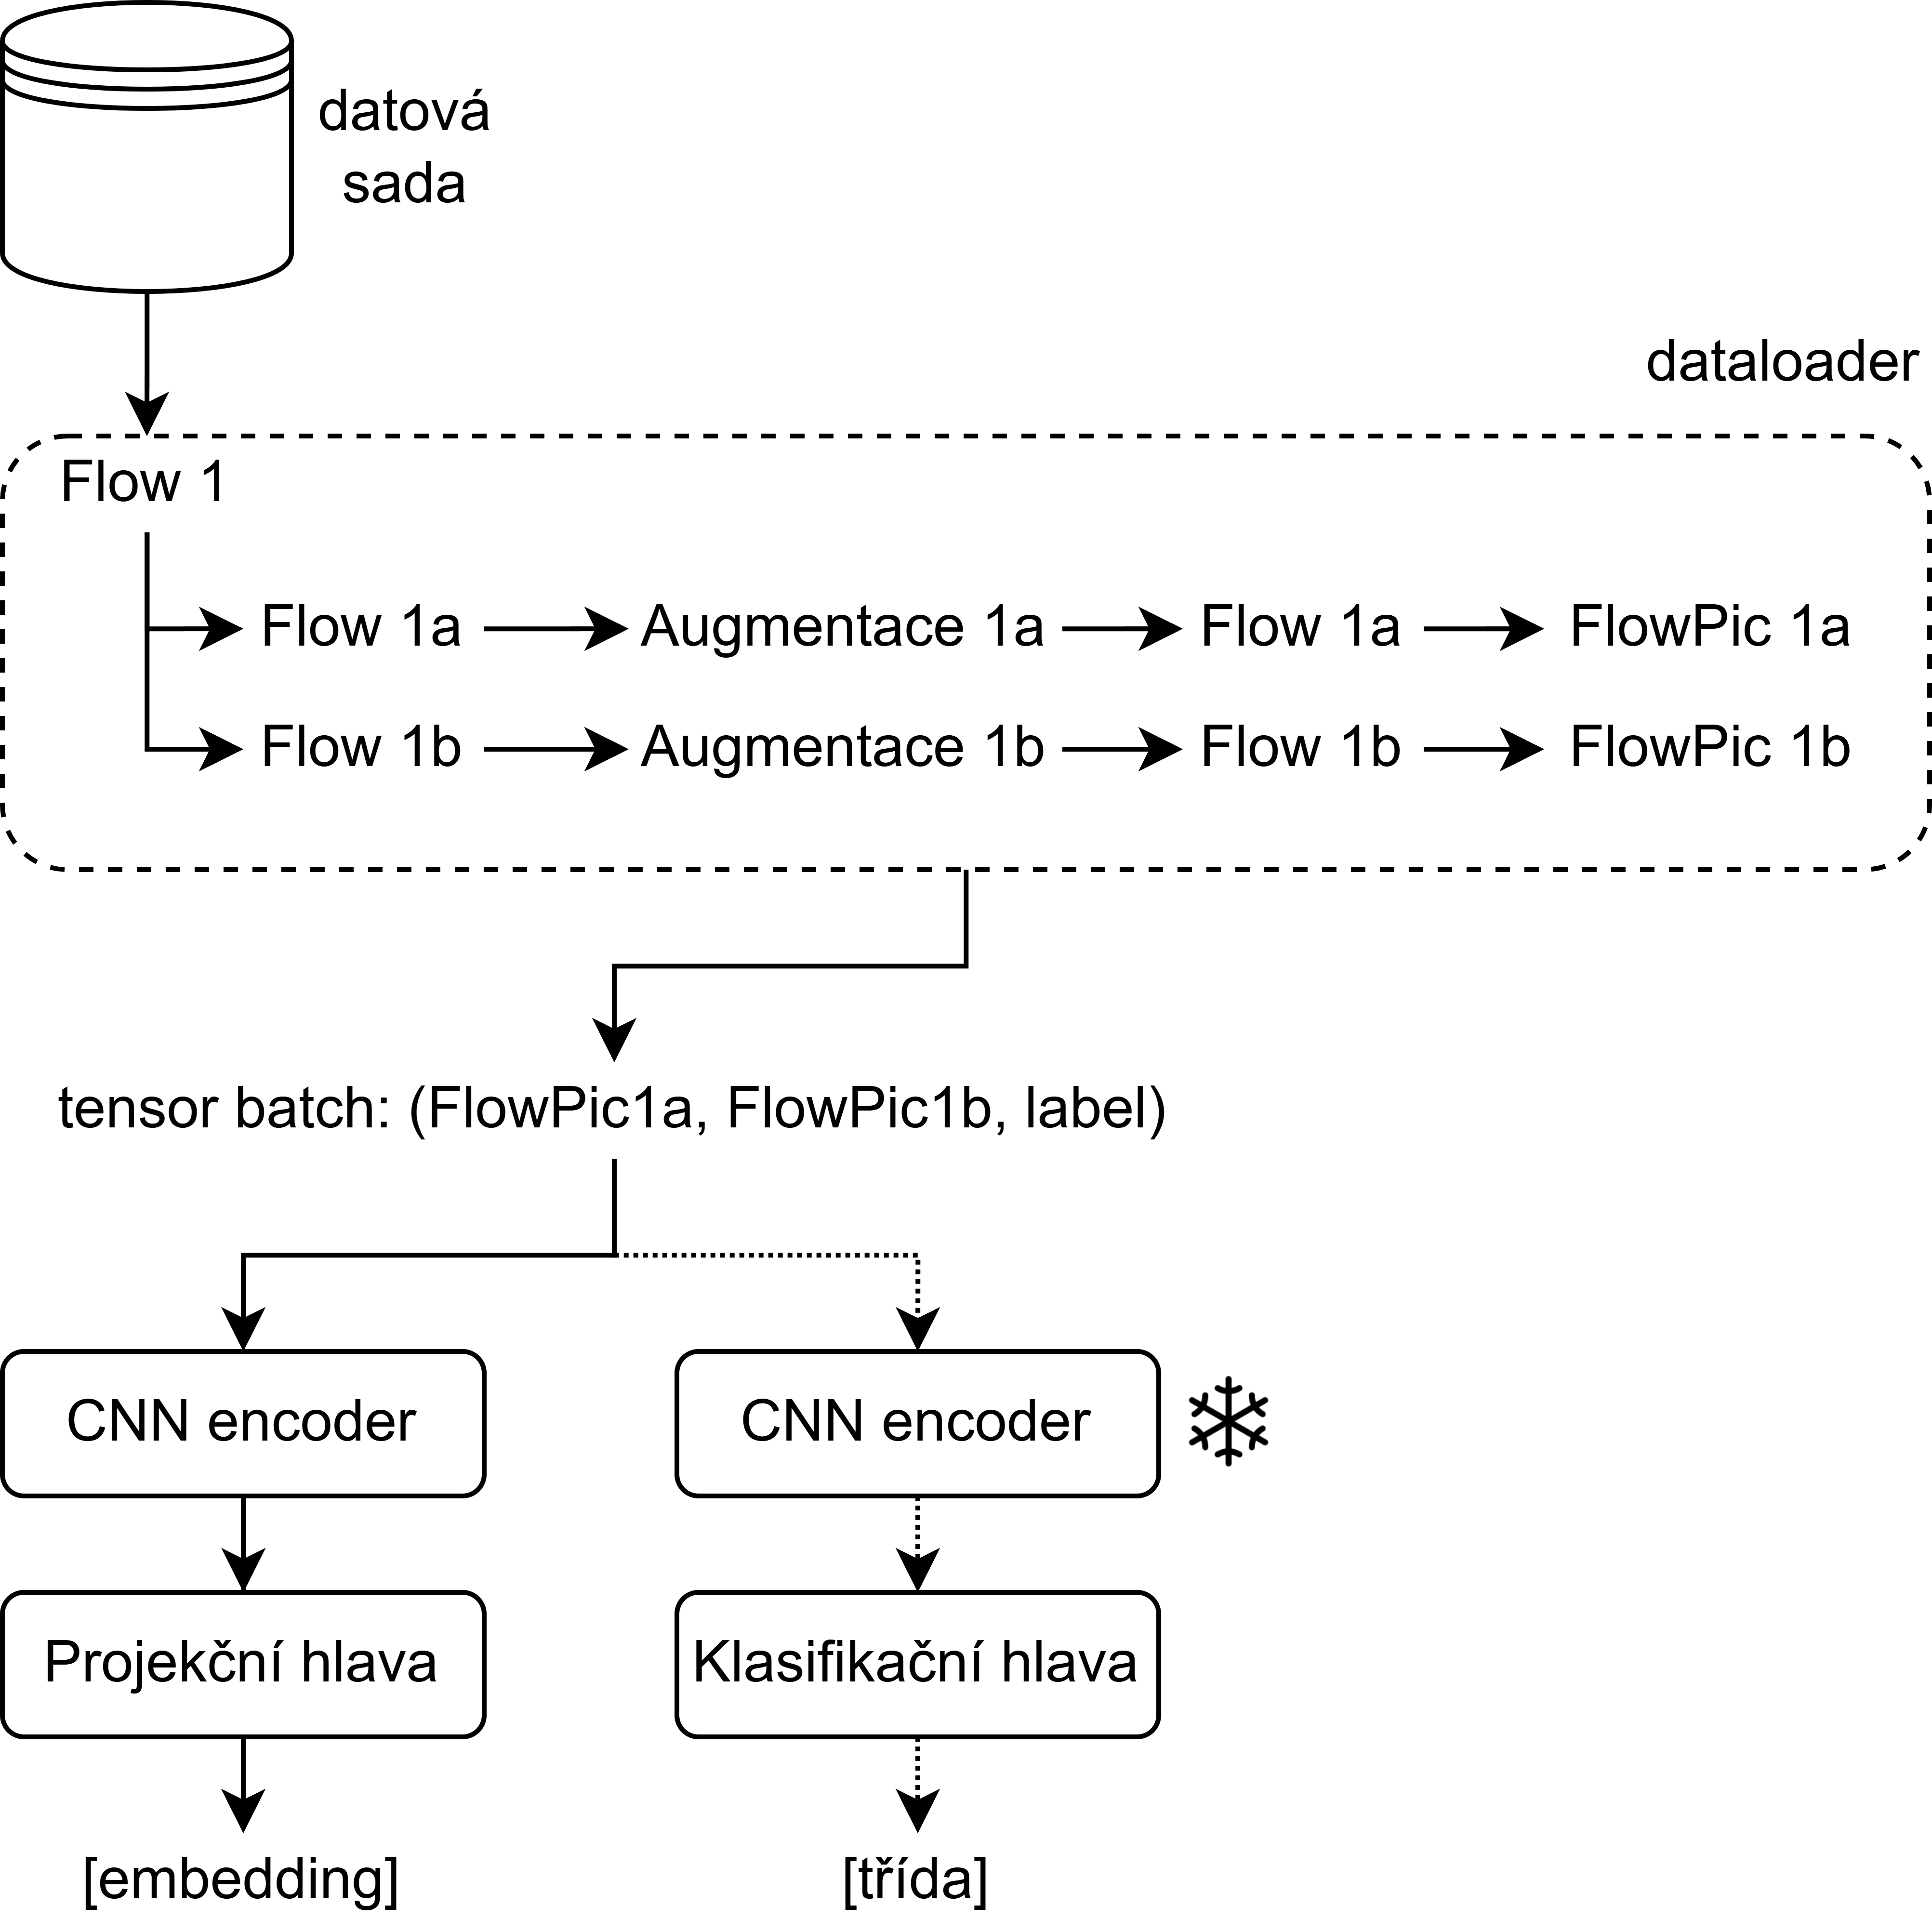 datová
sada
dataloader
Flow 1
Flow 1a Augmentace 1a Flow 1a FlowPic 1a
Flow 1b Augmentace 1b Flow 1b FlowPic 1b
tensor batch: (FlowPic1a, FlowPic1b, label)
CNN encoder CNN encoder
Projekční hlava Klasifikační hlava
[embedding] [třída]